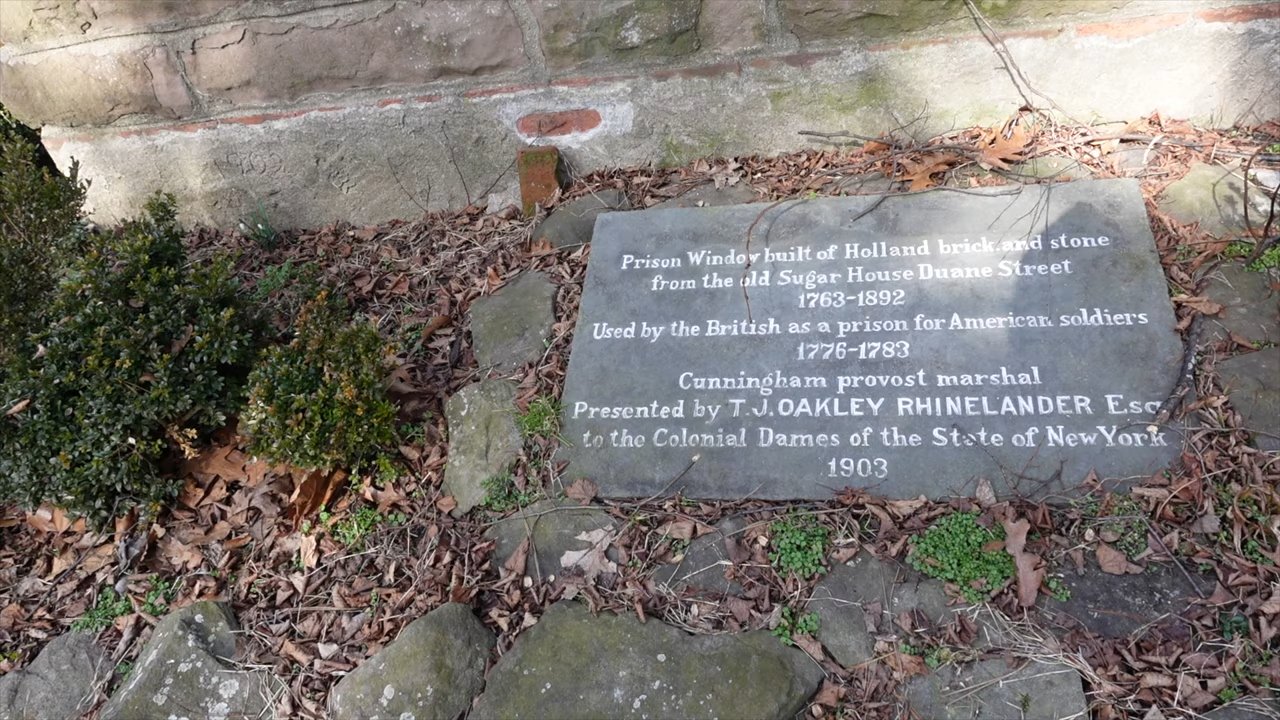 Prison Window built of Holland brick and stone
from the old Sugar House Duane Street
1763-1892
Used by the British as a prison for American soldiers
1776-1783
Cunningham provost marshal
Presented by T.J. OAKLEY RHINELANDER Esq
to the Colonial Dames of the State of New York
1903